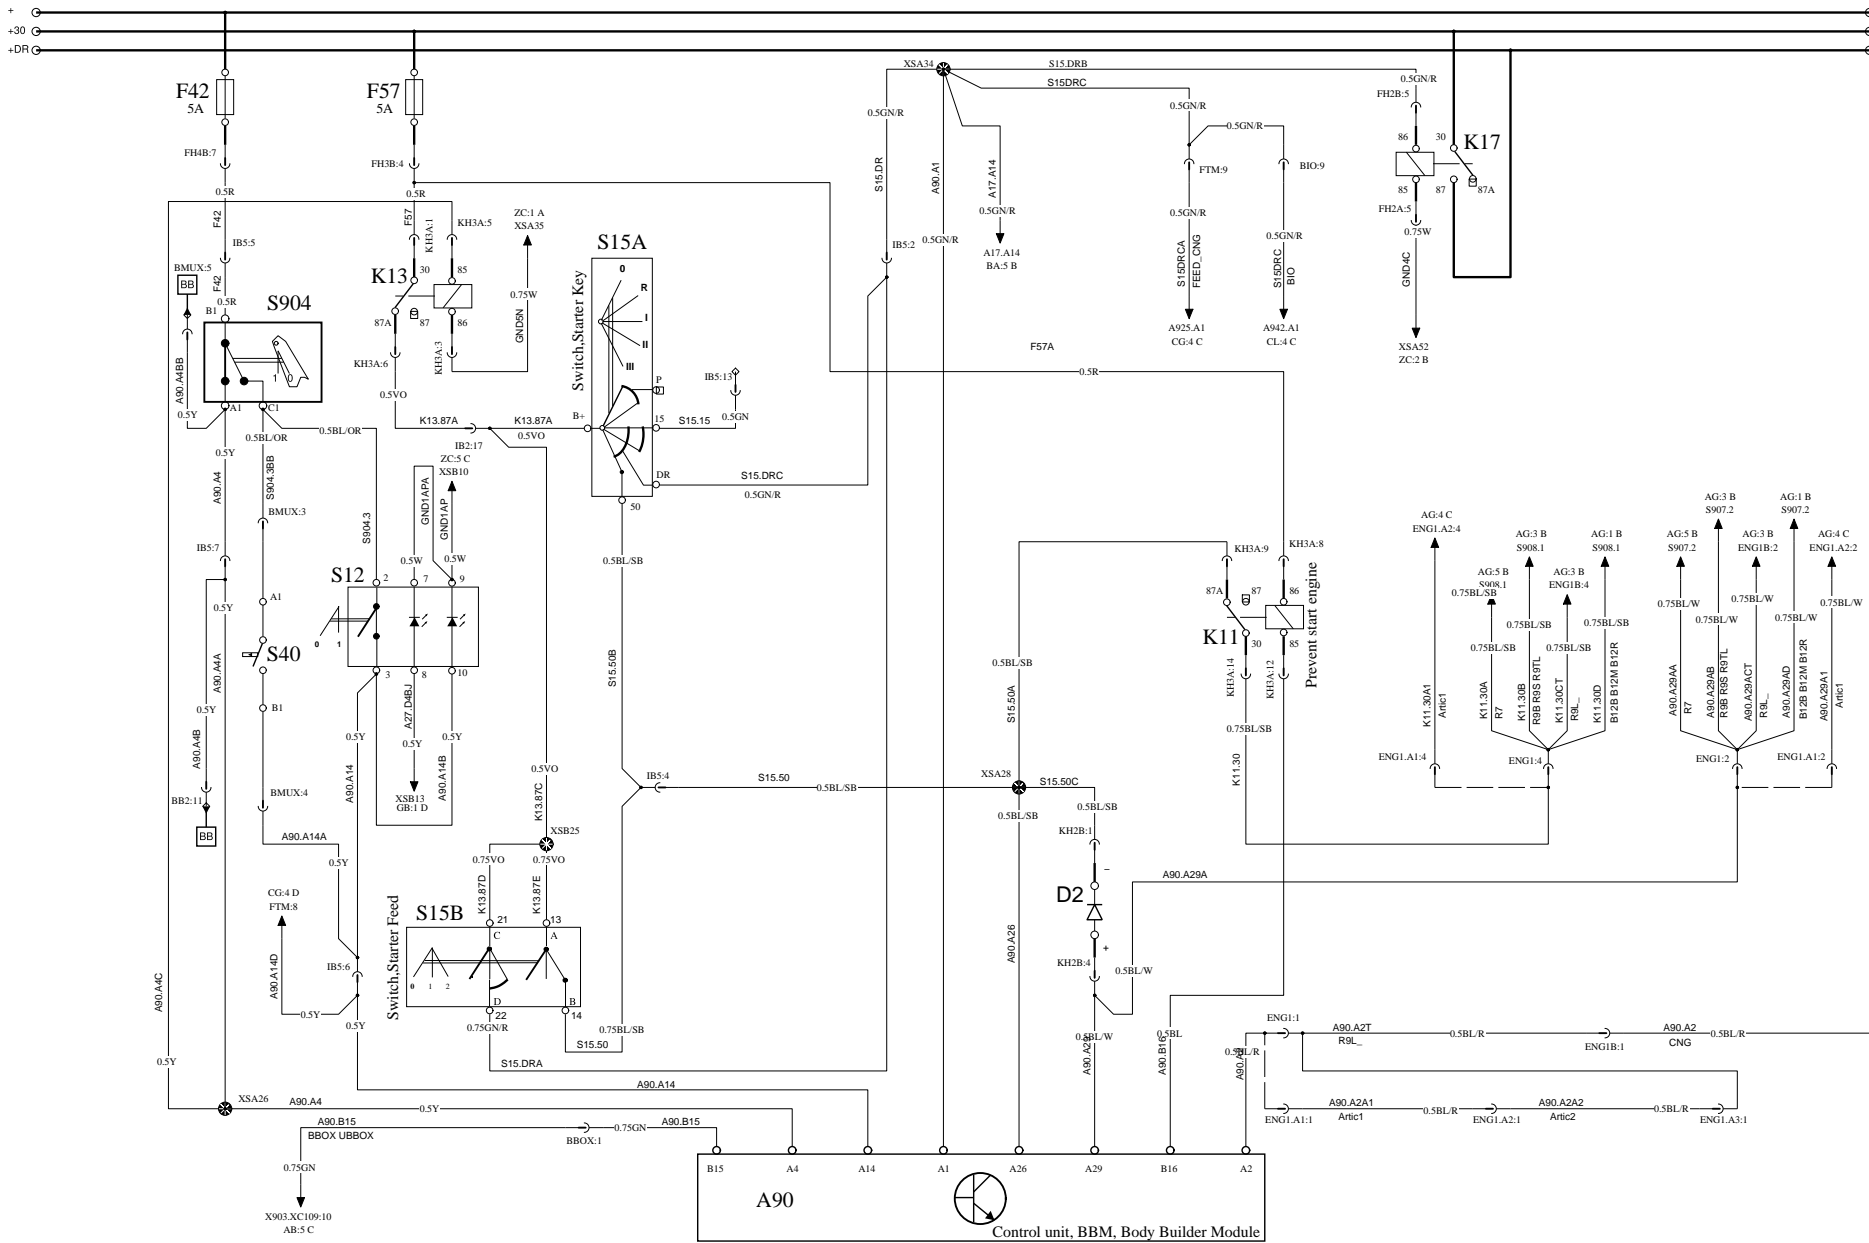 +
+30
+DR
F42
5A
F57
5A
FH4B:7
FH3B:4
0.5R
0.5R
F42
F57
IB5:5
F42
0.5R
BMUX:5
BB
S904
B1
1 0
A1
C1
A90.A4BB
0.5Y
0.5BL/OR
0.5BL/OR
0.5Y
A90.A4
S904.3BB
BMUX:3
IB5:7
0.5Y
A1
S40
B1
A90.A4A
0.5Y
A90.A4B
BB2:11
BB
BMUX:4
A90.A14A
0.5Y
KH3A:1
KH3A:5
K13
30
85
87A
87
86
KH3A:6
KH3A:3
ZC:1 A
XSA35
0.75W
GND5N
0.5VO
K13.87A
K13.87A
0.5VO
IB2:17
ZC:5 C
XSB10
GND1APA
GND1AP
0.5W
0.5W
S904.3
S12
2
7
9
0
1
3
8
10
A27.D4BJ
0.5Y
0.5Y
A90.A14B
XSB13
GB:1 D
0.5Y
A90.A14
S15A
Switch,Starter Key
0
R
I
II
III
P
B+
15
DR
50
S15.15
IB5:13
0.5GN
S15.DRC
0.5GN/R
0.5BL/SB
S15.50B
IB5:4
S15.50
0.5BL/SB
0.5VO
K13.87C
XSB25
0.75VO
0.75VO
K13.87D
K13.87E
S15B
Switch,Starter Feed
21
13
C
A
0
1
2
D
B
22
14
0.75GN/R
0.75BL/SB
S15.50
S15.DRA
CG:4 D
FTM:8
A90.A14D
0.5Y
IB5:6
0.5Y
A90.A4C
0.5Y
XSA26
A90.A4
0.5Y
A90.A14
A90.B15
BBOX UBBOX
BBOX:1
0.75GN
A90.B15
0.75GN
X903.XC109:10
AB:5 C
XSA34
S15.DRB
S15DRC
0.5GN/R
S15.DR
IB5:2
A90.A1
0.5GN/R
A17.A14
0.5GN/R
A17.A14
BA:5 B
0.5GN/R
0.5GN/R
FTM:9
BIO:9
0.5GN/R
0.5GN/R
S15DRCA
FEED_CNG
S15DRC
BIO
A925.A1
CG:4 C
A942.A1
CL:4 C
0.5GN/R
FH2B:5
86
30
K17
85
87
87A
FH2A:5
0.75W
GND4C
XSA52
ZC:2 B
F57A
0.5R
KH3A:9
KH3A:8
87A
87
86
K11
30
85
Prevent start engine
KH3A:14
KH3A:12
0.75BL/SB
K11.30
0.5BL/SB
S15.50A
XSA28
S15.50C
0.5BL/SB
0.5BL/SB
KH2B:1
−
D2
+
KH2B:4
0.5BL/W
A90.A29A
A90.A26
0.5BL/W
0.5BL
A90.B16
0.5BL/R
AG:4 C
ENG1.A2:4
AG:5 B
S908.1
0.75BL/SB
AG:3 B
S908.1
AG:3 B
ENG1B:4
AG:1 B
S908.1
0.75BL/SB
0.75BL/SB
0.75BL/SB
0.75BL/SB
K11.30A1
Artic1
K11.30A
R7
K11.30B
R9B R9S R9TL
K11.30CT
R9L_
K11.30D
B12B B12M B12R
ENG1.A1:4
ENG1:4
AG:5 B
S907.2
AG:3 B
S907.2
AG:3 B
ENG1B:2
AG:1 B
S907.2
AG:4 C
ENG1.A2:2
0.75BL/W
0.75BL/W
0.75BL/W
0.75BL/W
0.75BL/W
A90.A29AA
R7
A90.A29AB
R9B R9S R9TL
A90.A29ACT
R9L_
A90.A29AD
B12B B12M B12R
A90.A29A1
Artic1
ENG1:2
ENG1.A1:2
ENG1:1
A90.A2T
R9L_
0.5BL/R
ENG1B:1
A90.A2
CNG
0.5BL/R
ENG1.A1:1
A90.A2A1
Artic1
0.5BL/R
ENG1.A2:1
A90.A2A2
Artic2
0.5BL/R
ENG1.A3:1
B15
A4
A14
A1
A26
A29
B16
A2
A90
Control unit, BBM, Body Builder Module